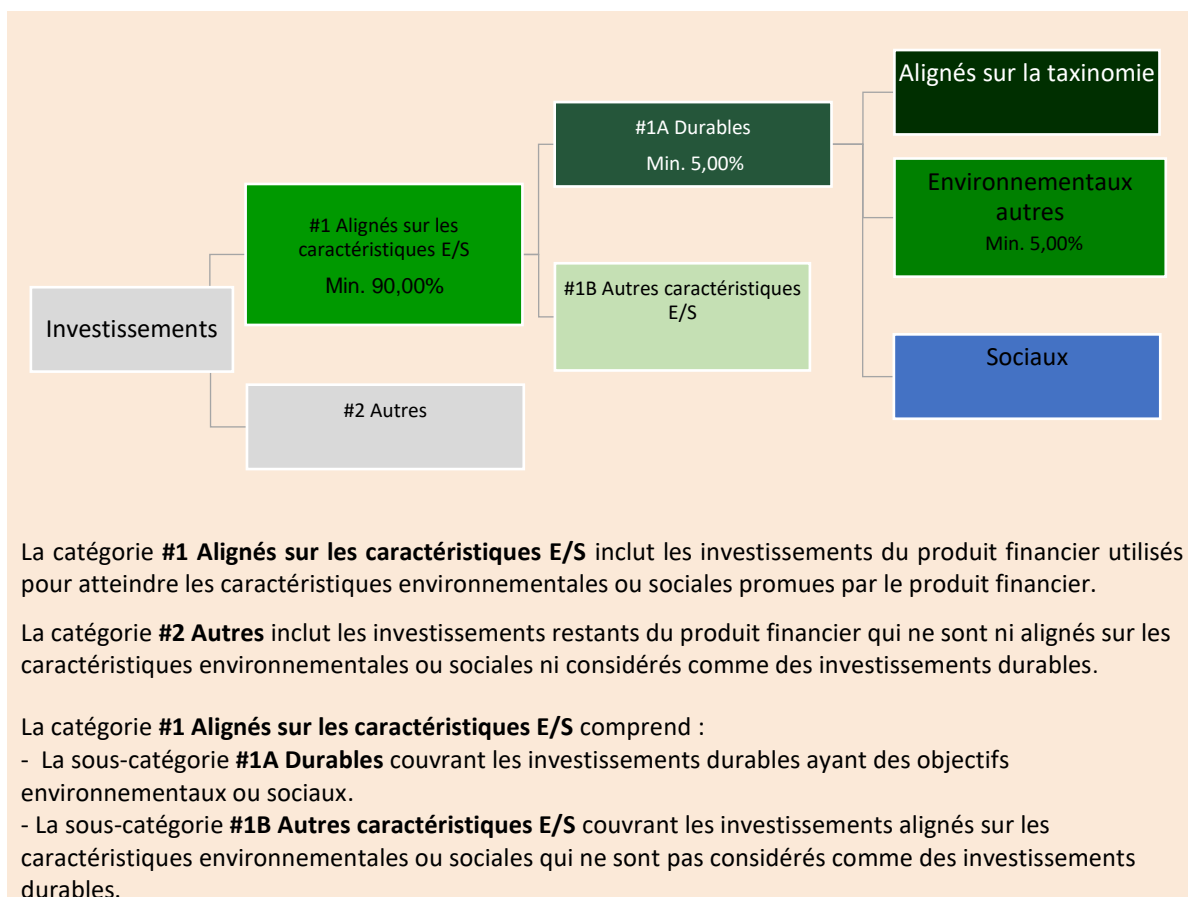 Investissements
#1 Alignés sur les
caractéristiques E/S
Min. 90,00%
#2 Autres
#1A Durables
Min. 5,00%
#1B Autres caractéristiques
E/S
Alignés sur la taxinomie
Environnementaux
autres
Min. 5,00%
Sociaux
La catégorie #1 Alignés sur les caractéristiques E/S inclut les investissements du produit financier utilisés
pour atteindre les caractéristiques environnementales ou sociales promues par le produit financier.
La catégorie #2 Autres inclut les investissements restants du produit financier qui ne sont ni alignés sur les
caractéristiques environnementales ou sociales ni considérés comme des investissements durables.
La catégorie #1 Alignés sur les caractéristiques E/S comprend :
- La sous-catégorie #1A Durables couvrant les investissements durables ayant des objectifs
environnementaux ou sociaux.
- La sous-catégorie #1B Autres caractéristiques E/S couvrant les investissements alignés sur les
caractéristiques environnementales ou sociales qui ne sont pas considérés comme des investissements
durables.